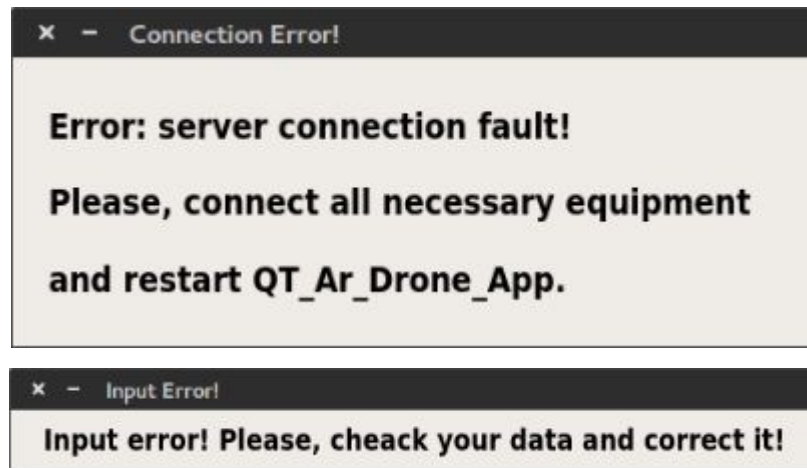 Connection Error!
Error: server connection fault!
Please, connect all necessary equipment
and restart QT_Ar_Drone_App.
Input Error!
Input error! Please, cheack your data and correct it!